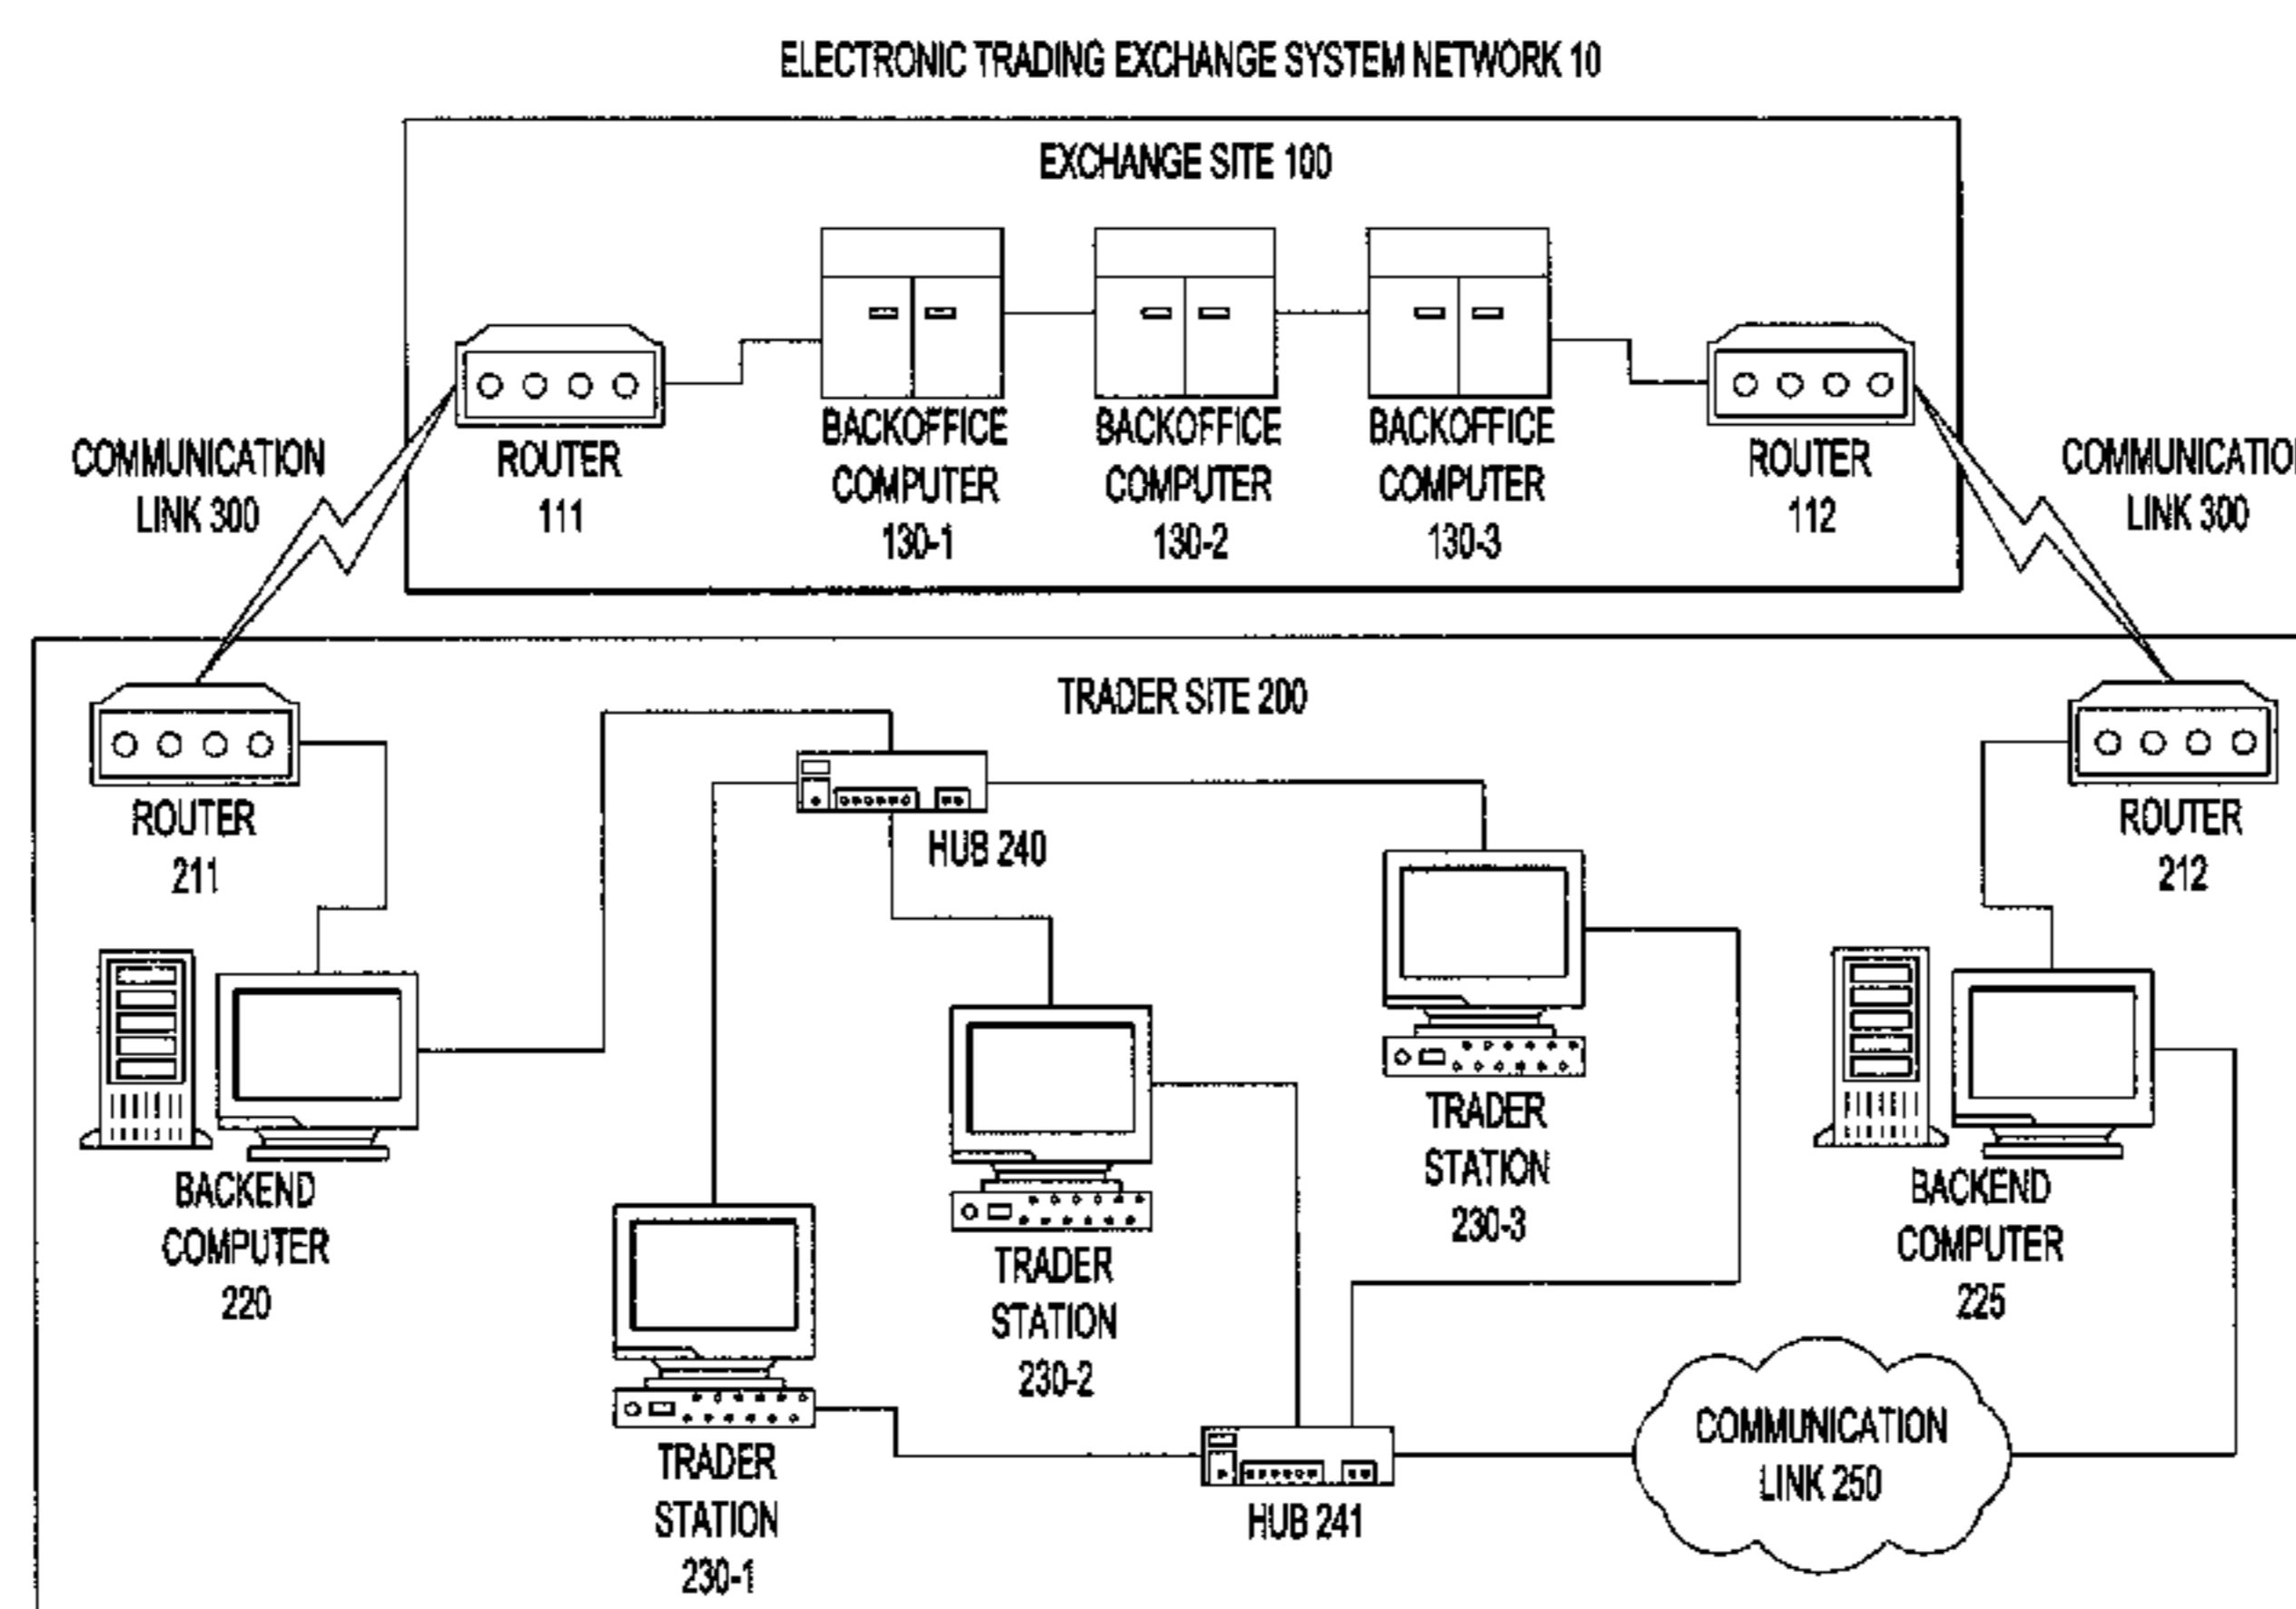 ELECTRONIC TRADING EXCHANGE SYSTEM NETWORK 10
EXCHANGE SITE 100
COMMUNICATION
LINK 300
ROUTER
111
BACKOFFICE
COMPUTER
130-1
BACKOFFICE
COMPUTER
130-2
BACKOFFICE
COMPUTER
130-3
ROUTER
112
COMMUNICATION
LINK 300
TRADER SITE 200
ROUTER
211
HUB 240
ROUTER
212
BACKEND
COMPUTER
220
TRADER
STATION
230-1
TRADER
STATION
230-2
TRADER
STATION
230-3
BACKEND
COMPUTER
225
HUB 241
COMMUNICATION
LINK 250